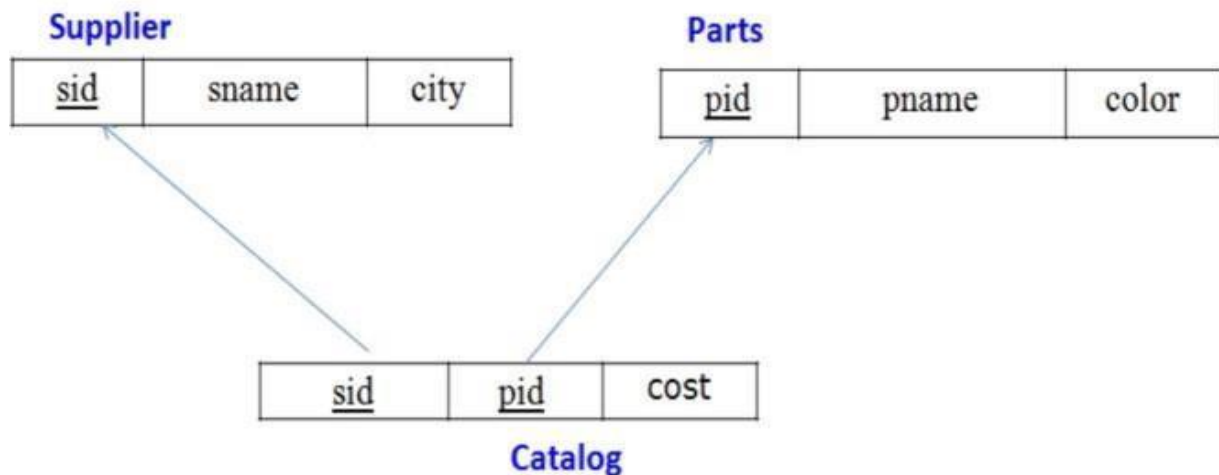 Supplier
sid sname city
Parts
pid pname color
sid pid cost
Catalog